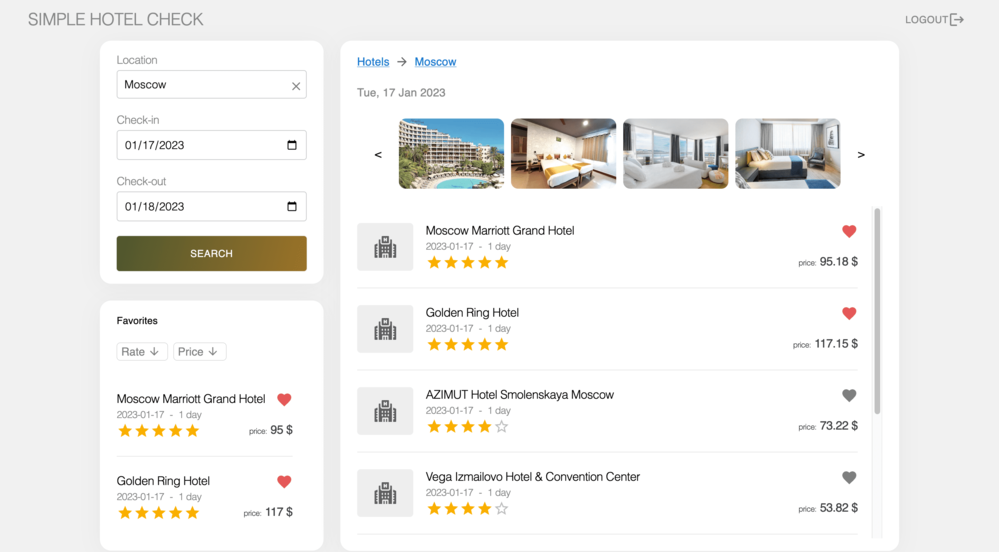 SIMPLE HOTEL CHECK
LOGOUT
Location
Moscow
Check-in
01/17/2023
Check-out
01/18/2023
SEARCH
Favorites
Rate ↓ Price ↓
Moscow Marriott Grand Hotel
2023-01-17 - 1 day
price: 95 $
Golden Ring Hotel
2023-01-17 - 1 day
price: 117 $
Hotels → Moscow
Tue, 17 Jan 2023
< >
Moscow Marriott Grand Hotel
2023-01-17 - 1 day
price: 95.18 $
Golden Ring Hotel
2023-01-17 - 1 day
price: 117.15 $
AZIMUT Hotel Smolenskaya Moscow
2023-01-17 - 1 day
price: 73.22 $
Vega Izmailovo Hotel & Convention Center
2023-01-17 - 1 day
price: 53.82 $